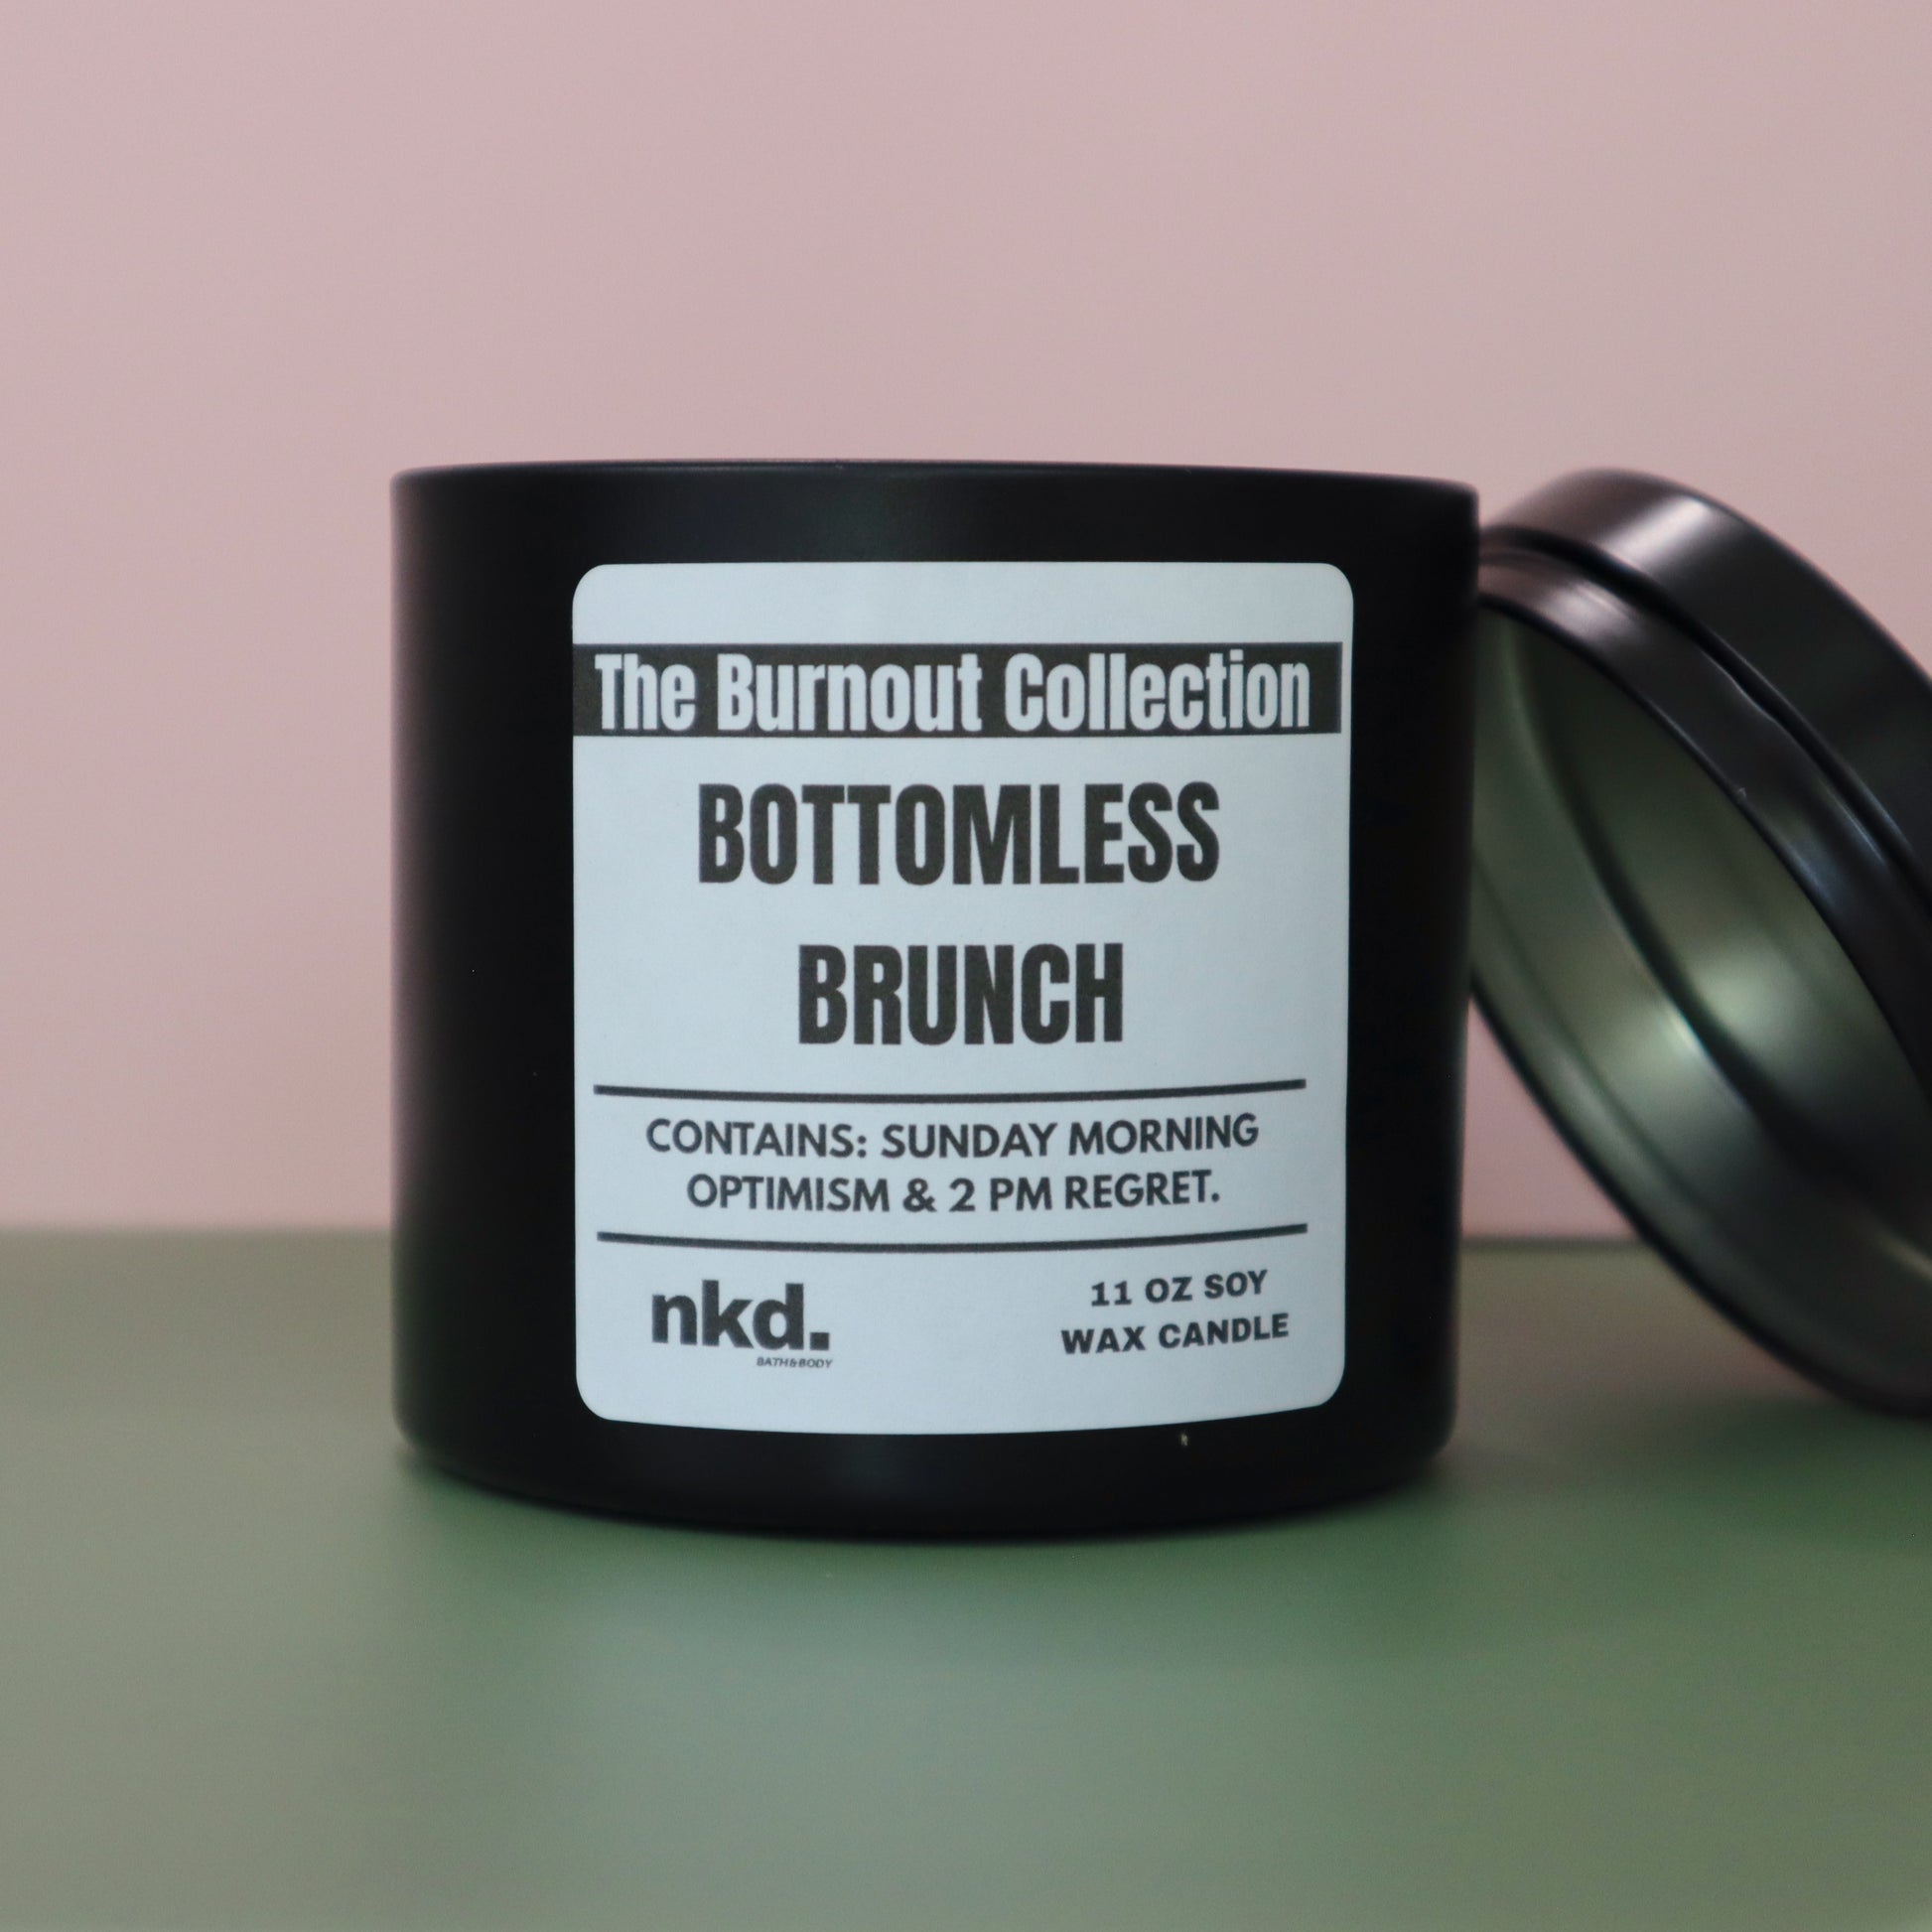 The Burnout Collection
BOTTOMLESS
BRUNCH
CONTAINS: SUNDAY MORNING
OPTIMISM & 2 PM REGRET.
nkd.
BATH&BODY
11 OZ SOY
WAX CANDLE